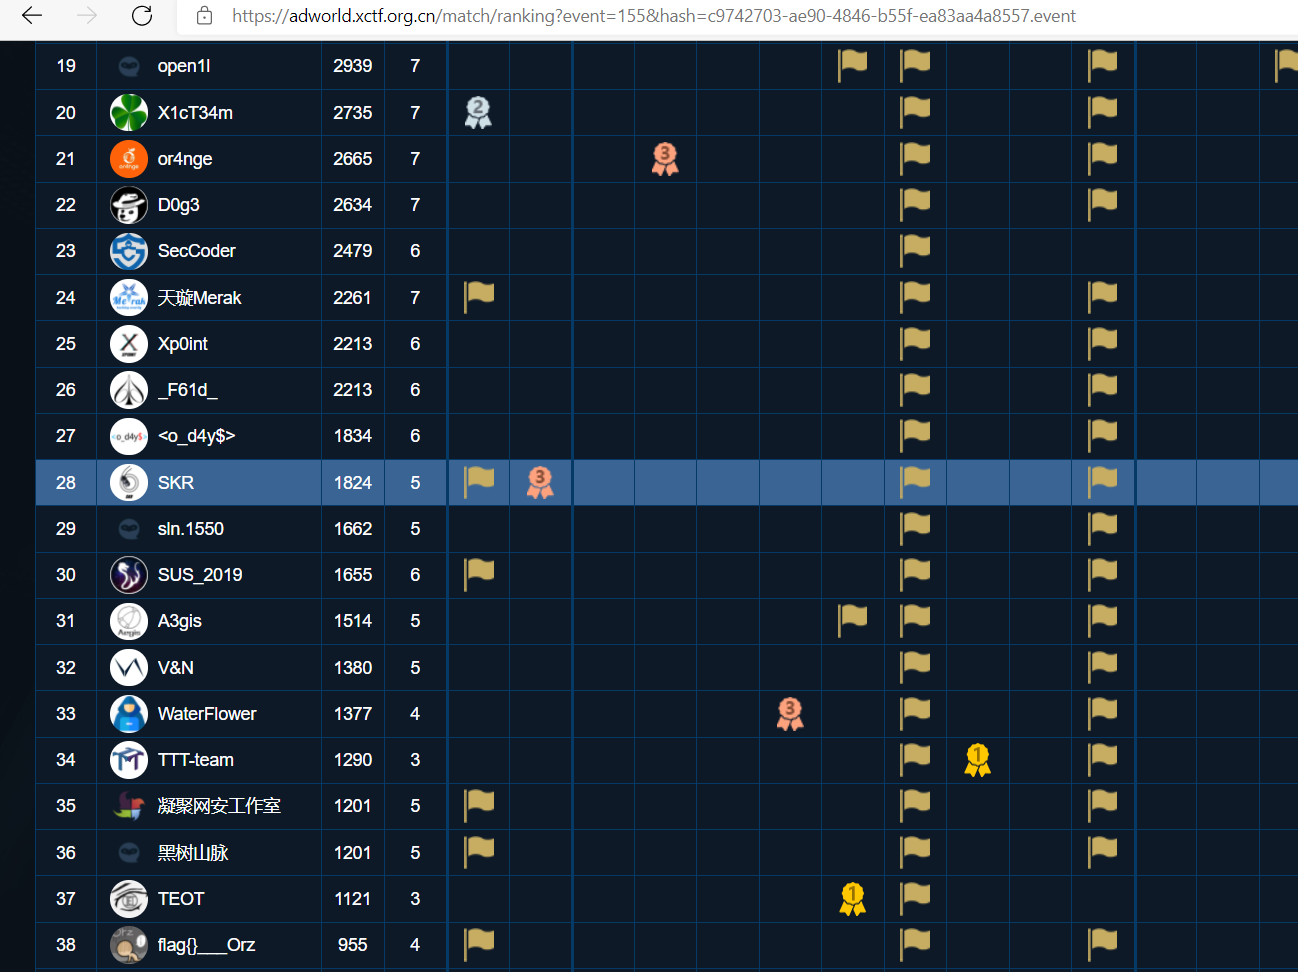 https://adworld.xctf.org.cn/match/ranking?event=155&hash=c9742703-ae90-4846-b55f-ea83aa4a8557.event
19 open1l 2939 7
20 X1cT34m 2735 7 2
21 or4nge 2665 7 3
22 D0g3 2634 7
23 SecCoder 2479 6
24 Merak 天璇Merak 2261 7
25 X Xp0int 2213 6
26 _F61d_ 2213 6
27 <o_d4y$> <o_d4y$> 1834 6
28 SKR 1824 5 3
29 sln.1550 1662 5
30 SUS_2019 1655 6
31 A3gis 1514 5
32 V&N 1380 5
33 WaterFlower 1377 4 3
34 TTT-team 1290 3 1
35 凝聚网安工作室 1201 5
36 黑树山脉 1201 5
37 TEOT 1121 3 1
38 flag{}___Orz 955 4